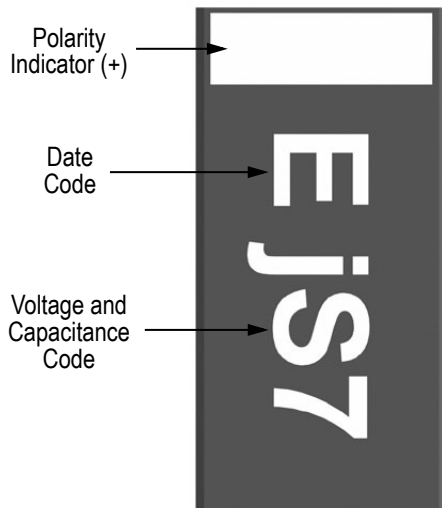 Polarity
Indicator (+)
Date
Code
Voltage and
Capacitance
Code
E jS7